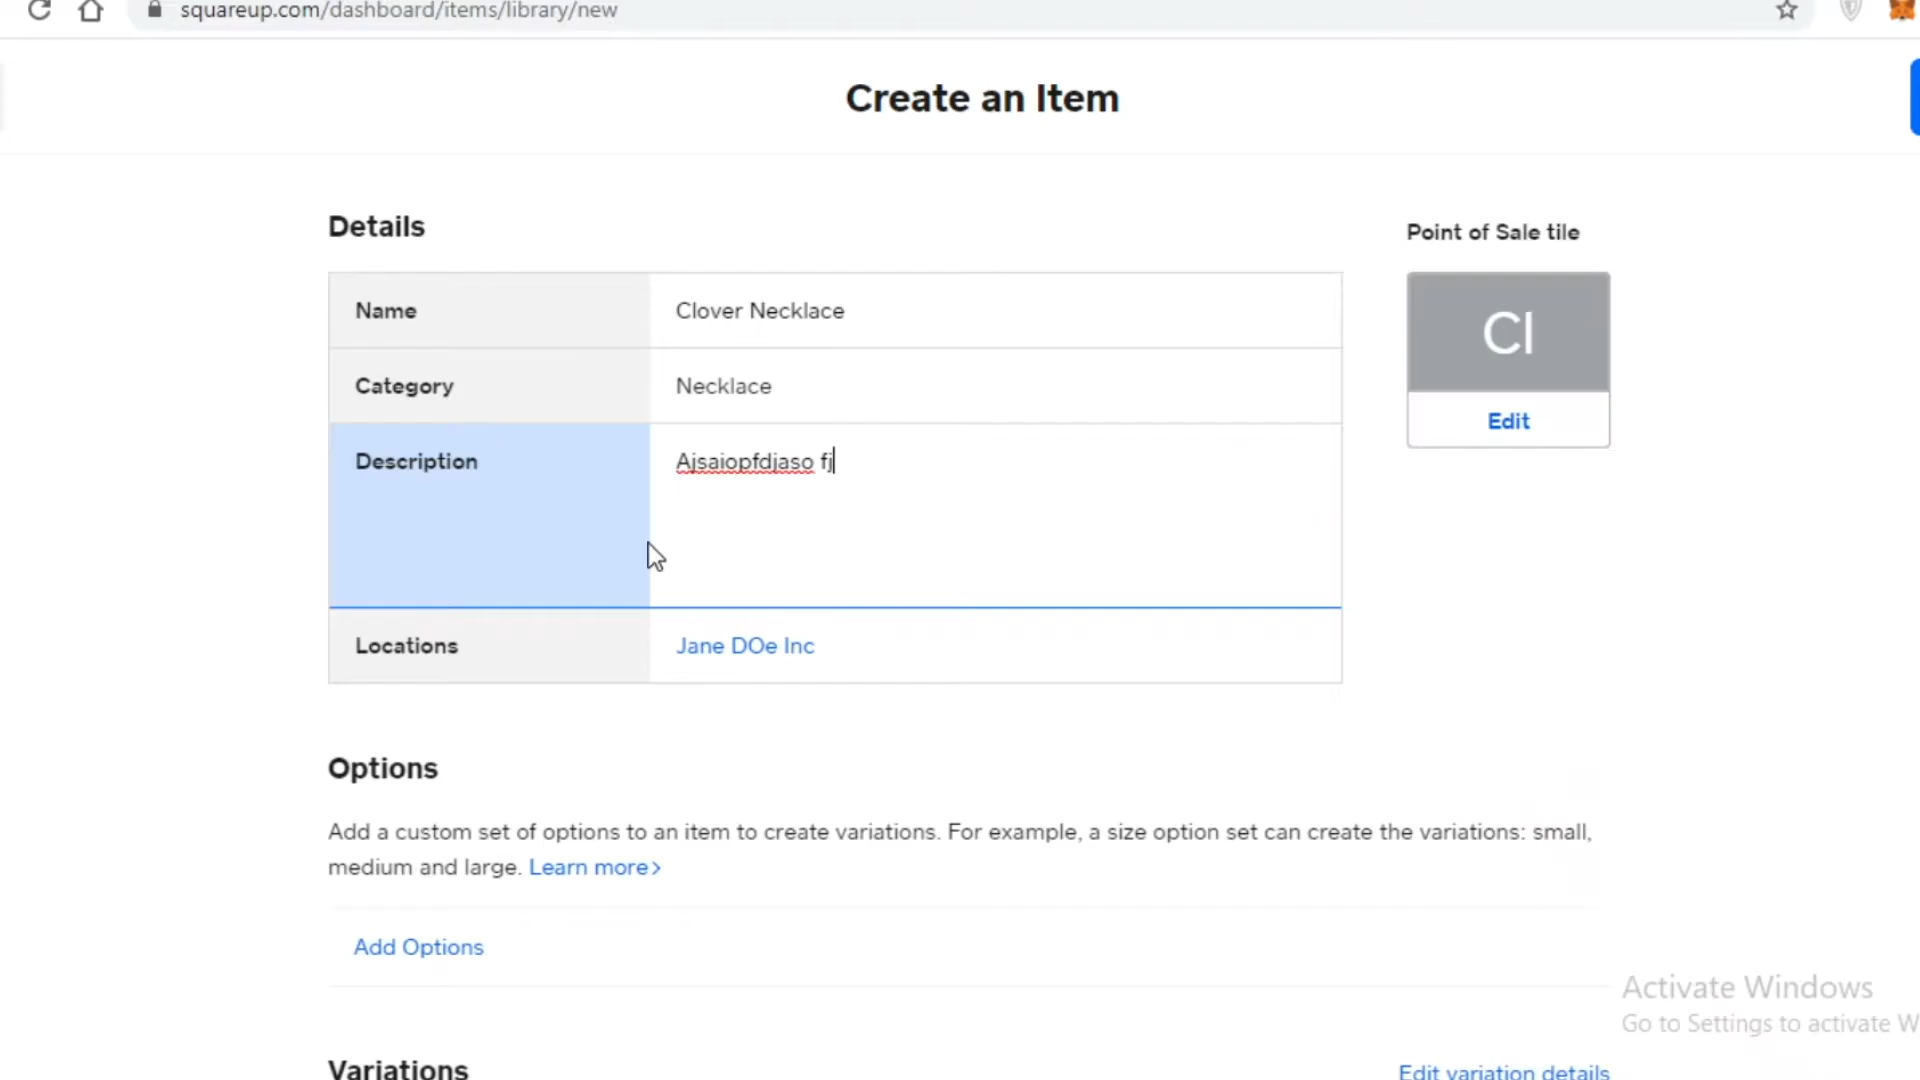 squareup.com/dashboard/items/library/new
Create an Item
Details
Point of Sale tile
Name
Clover Necklace
Cl
Category
Necklace
Edit
Description
Ajsaiopfdjaso fj
Locations
Jane DOe Inc
Options
Add a custom set of options to an item to create variations. For example, a size option set can create the variations: small,
medium and large. Learn more >
Add Options
Activate Windows
Go to Settings to activate W
Variations
Edit variation details